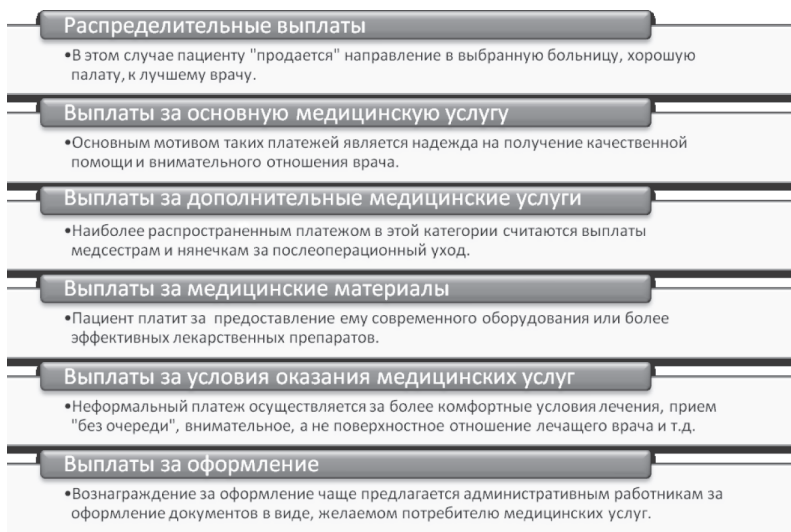 Распределительные выплаты
•В этом случае пациенту "продается" направление в выбранную больницу, хорошую
палату, к лучшему врачу.
Выплаты за основную медицинскую услугу
•Основным мотивом таких платежей является надежда на получение качественной
помощи и внимательного отношения врача.
Выплаты за дополнительные медицинские услуги
•Наиболее распространенным платежом в этой категории считаются выплаты
медсестрам и нянечкам за послеоперационный уход.
Выплаты за медицинские материалы
•Пациент платит за предоставление ему современного оборудования или более
эффективных лекарственных препаратов.
Выплаты за условия оказания медицинских услуг
•Неформальный платеж осуществляется за более комфортные условия лечения, прием
"без очереди", внимательное, а не поверхностное отношение лечащего врача и т.д.
Выплаты за оформление
•Вознаграждение за оформление чаще предлагается административным работникам за
оформление документов в виде, желаемом потребителю медицинских услуг.